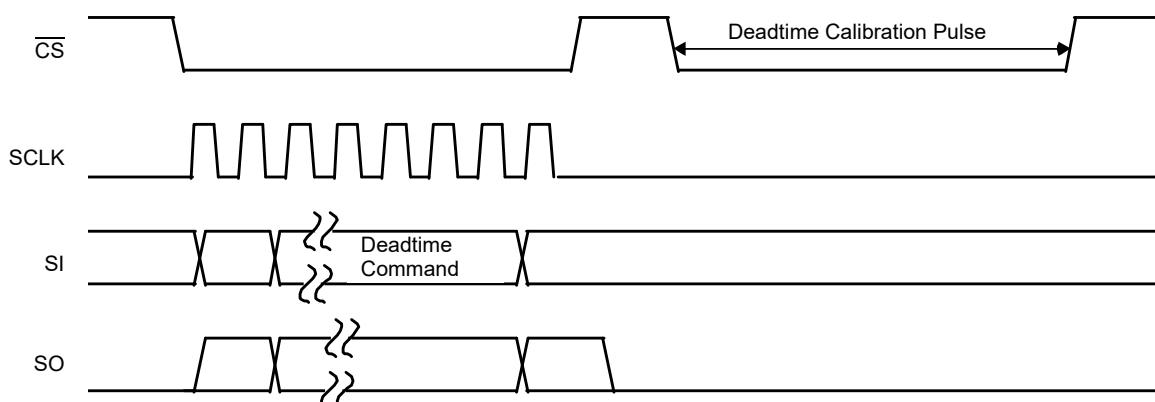 CS
Deadtime Calibration Pulse
SCLK
SI
Deadtime
Command
SO